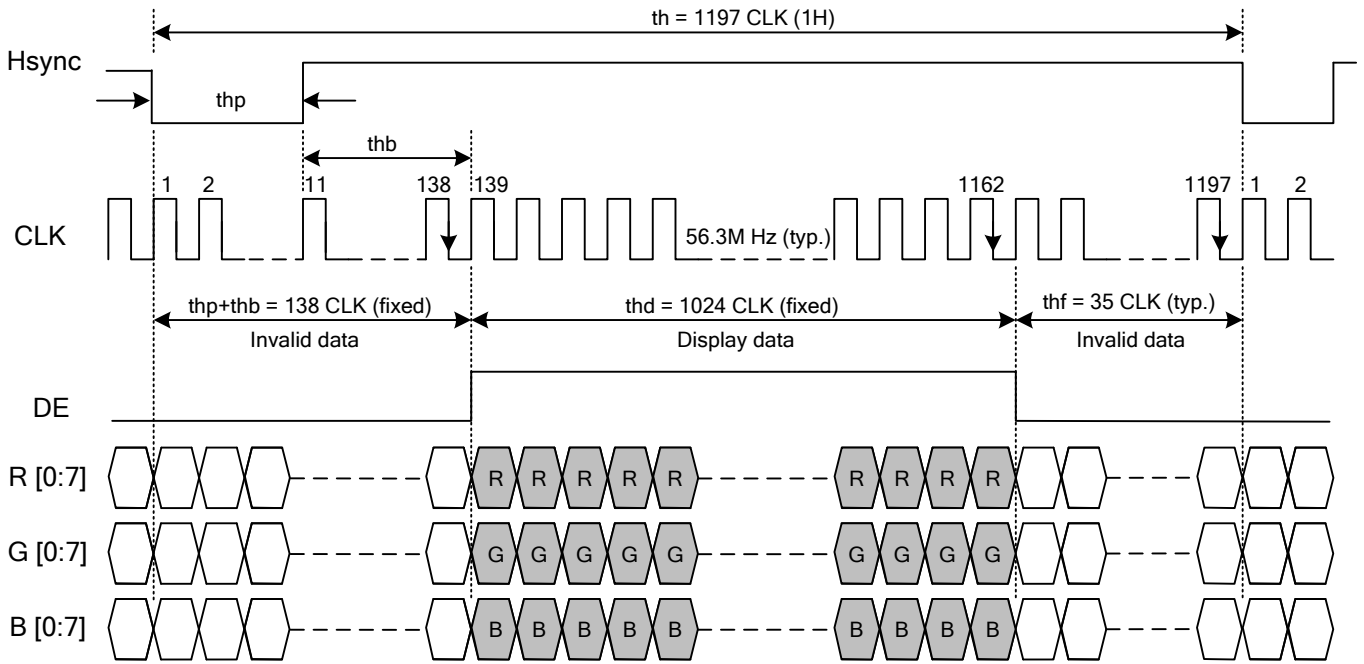 th = 1197 CLK (1H)
Hsync
thp
thb
1 2 11 138 139 1162 1197 1 2
CLK
56.3M Hz (typ.)
thp+thb = 138 CLK (fixed) thd = 1024 CLK (fixed) thf = 35 CLK (typ.)
Invalid data Display data Invalid data
DE
R [0:7] R R R R R R R R R
G [0:7] G G G G G G G G G
B [0:7] B B B B B B B B B